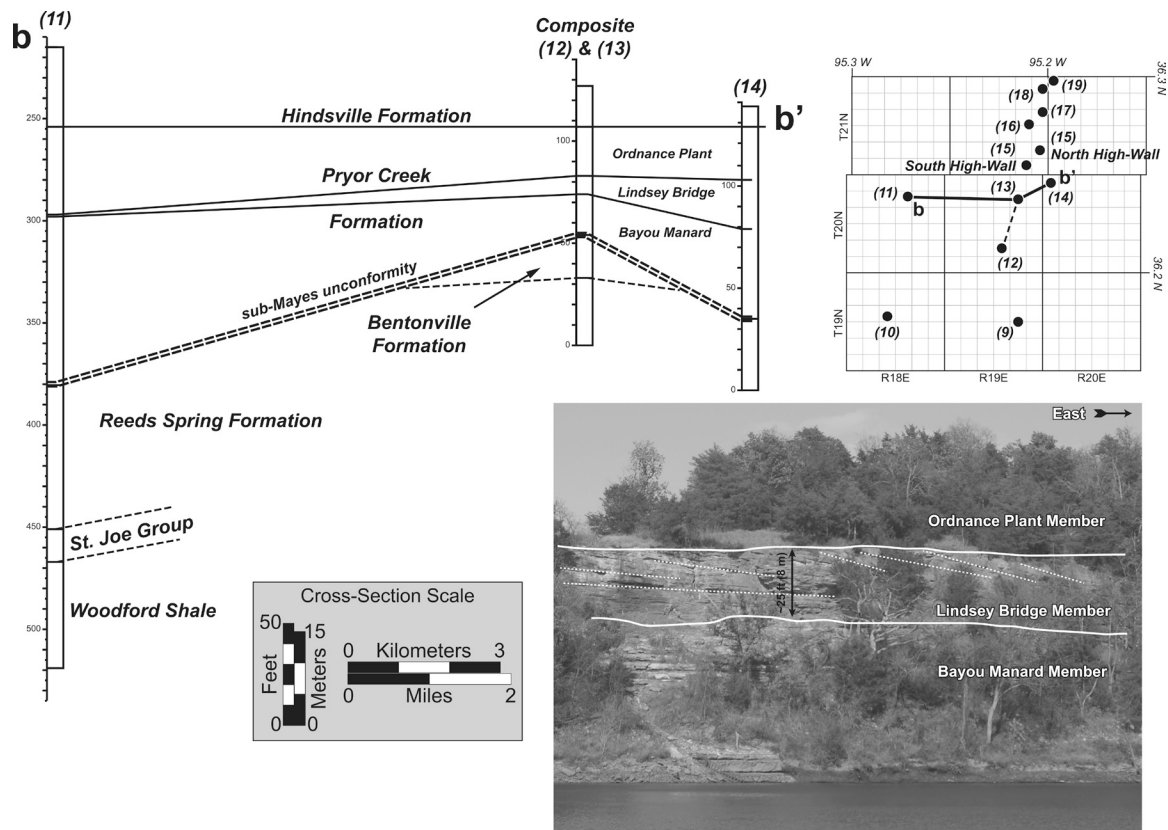 b
(11)
Composite
(12) & (13)
(14)
b’
Hindsville Formation
Pryor Creek
Formation
Ordnance Plant
Lindsey Bridge
Bayou Manard
sub-Mayes unconformity
Bentonville
Formation
Reeds Spring Formation
St. Joe Group
Woodford Shale
250
300
350
400
450
500
100
50
0
100
50
0
Cross-Section Scale
50
15
Feet
Meters
0
0
0 Kilometers 3
0 Miles 2
95.3 W
95.2 W
36.3 N
36.2 N
T21N
T20N
T19N
R18E
R19E
R20E
(19)
(18)
(17)
(16)
(15)
North High-Wall
(15)
South High-Wall
b’
(11)
b
(13)
(14)
(12)
(10)
(9)
East
Ordnance Plant Member
~25 ft (8 m)
Lindsey Bridge Member
Bayou Manard Member